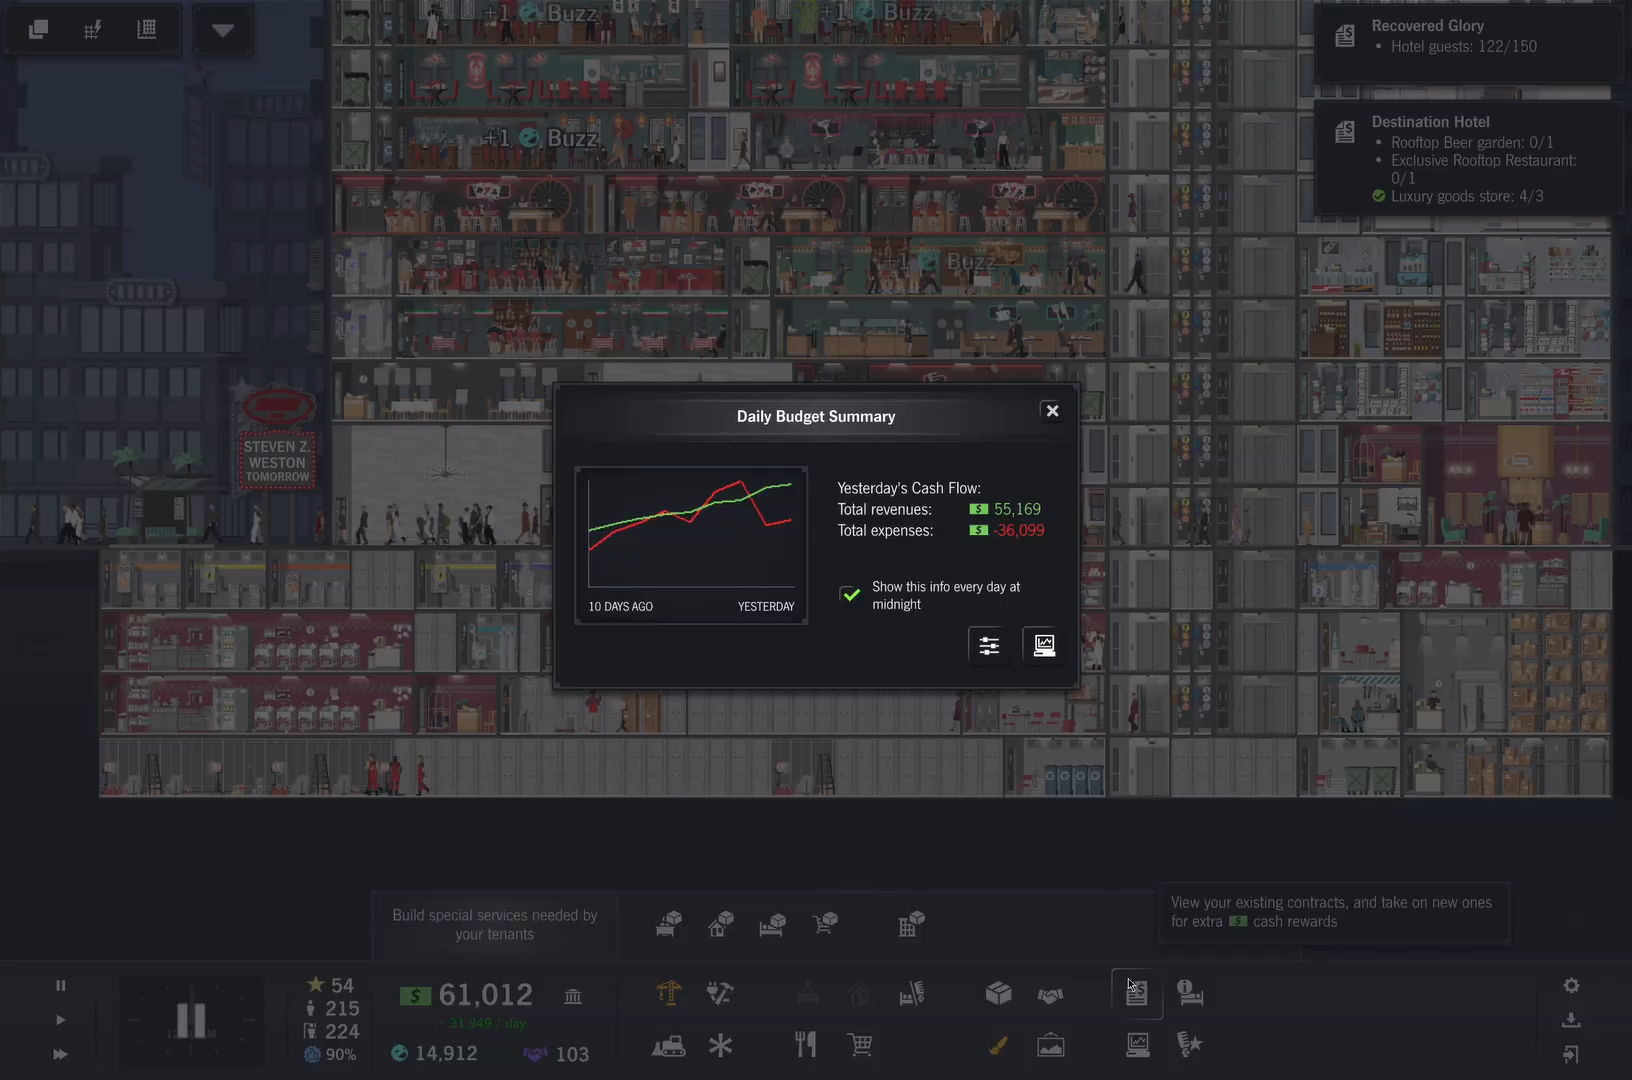 +1 Buzz
+1 Buzz
Recovered Glory
• Hotel guests: 122/150
Destination Hotel
• Rooftop Beer garden: 0/1
• Exclusive Rooftop Restaurant:
0/1
Luxury goods store: 4/3
+1 Buzz
+1 Buzz
Daily Budget Summary
STEVEN Z.
WESTON
TOMORROW
Yesterday's Cash Flow:
Total revenues: $ 55,169
Total expenses: $ -36,099
Show this info every day at
midnight
10 DAYS AGO YESTERDAY
Build special services needed by
your tenants
View your existing contracts, and take on new ones
for extra $ cash rewards
54
215
224
90%
$ 61,012
+ 31,949 / day
14,912 103